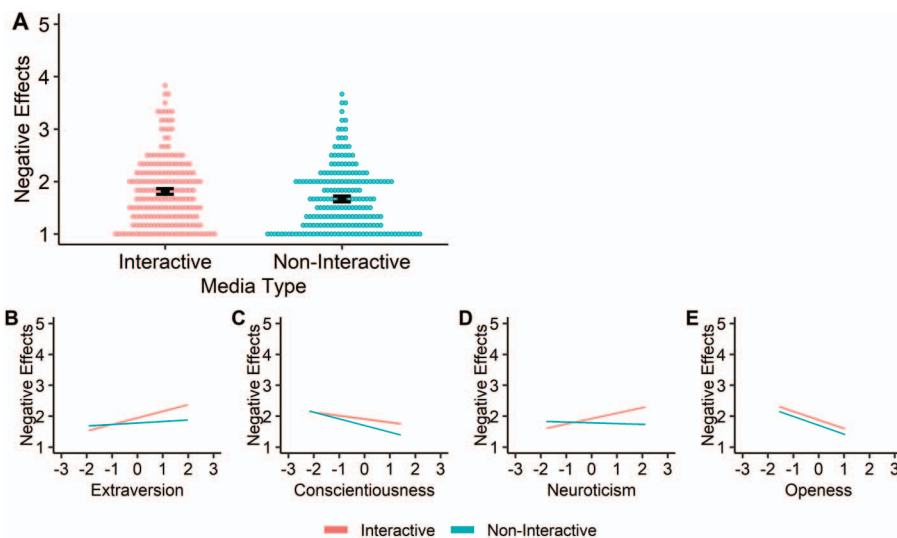 A
Negative Effects
5
4
3
2
1
Interactive
Non-Interactive
Media Type
B
Negative Effects
5
4
3
2
1
-3 -2 -1 0 1 2 3
Extraversion
C
Negative Effects
5
4
3
2
1
-3 -2 -1 0 1 2 3
Conscientiousness
D
Negative Effects
5
4
3
2
1
-3 -2 -1 0 1 2 3
Neuroticism
E
Negative Effects
5
4
3
2
1
-3 -2 -1 0 1 2 3
Openess
Interactive
Non-Interactive